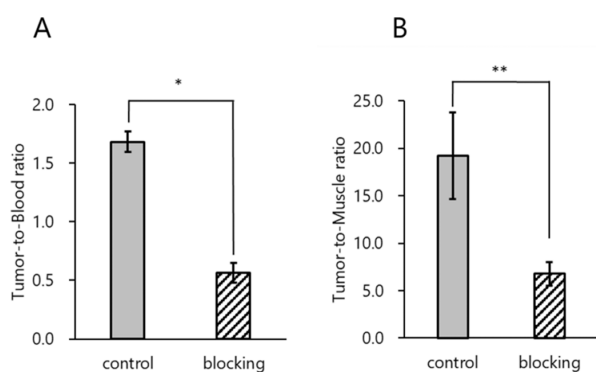 A
*
Tumor-to-Blood ratio
2.0
1.5
1.0
0.5
0.0
control blocking
B
**
Tumor-to-Muscle ratio
25.0
20.0
15.0
10.0
5.0
0.0
control blocking